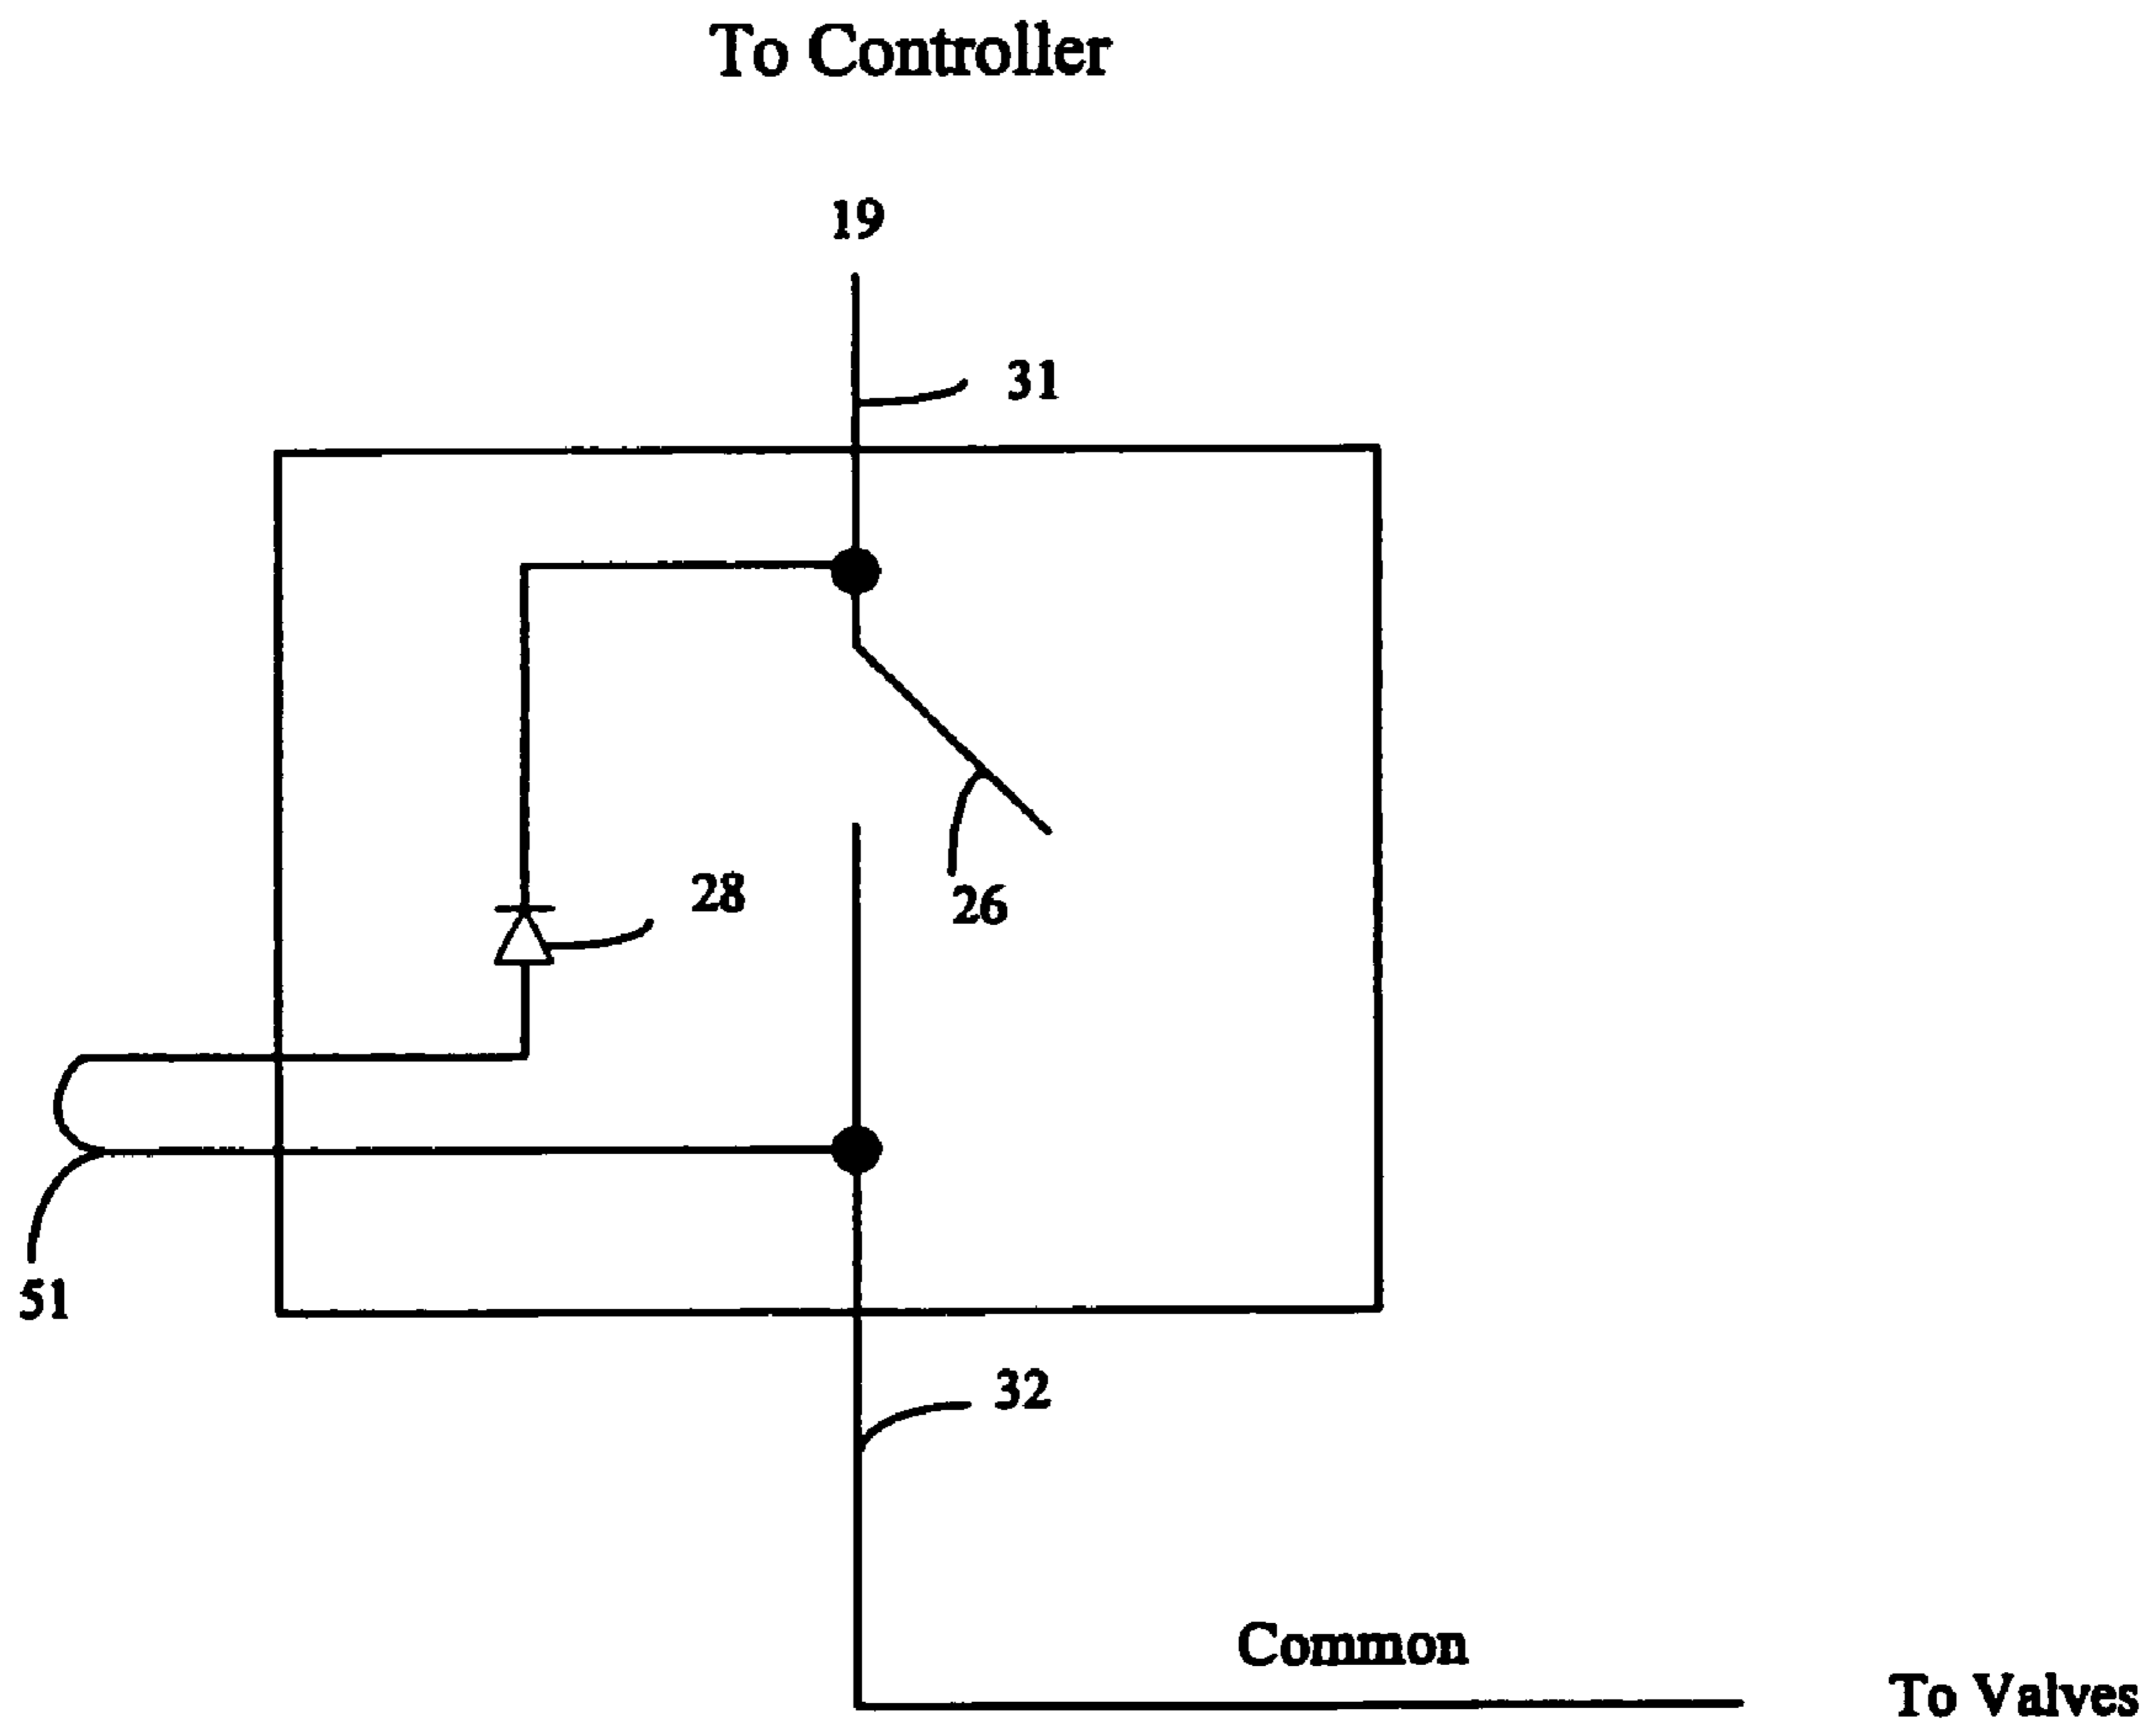 To Controller
19
31
28
26
51
32
Common
To Valves